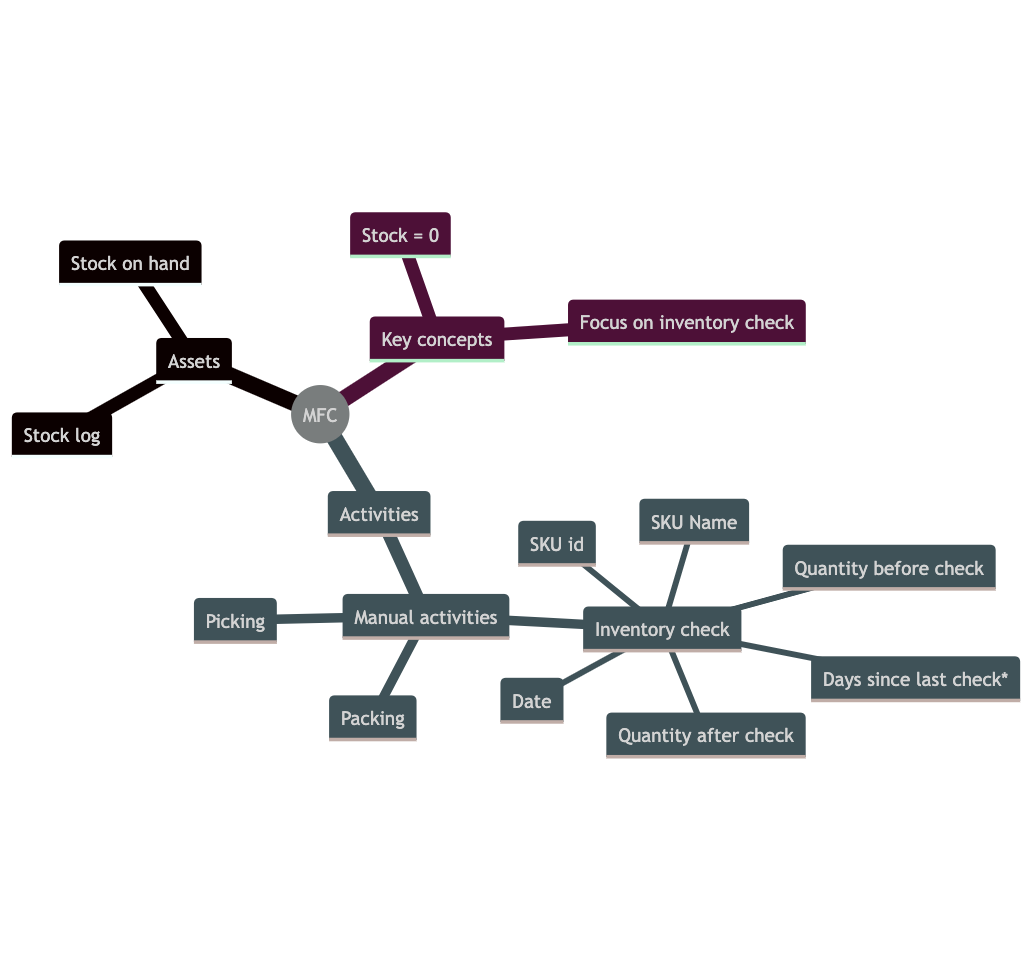 Stock = 0
Stock on hand
Focus on inventory check
Key concepts
Assets
MFC
Stock log
Activities
SKU Name
SKU id
Quantity before check
Manual activities
Picking
Inventory check
Days since last check*
Date
Packing
Quantity after check